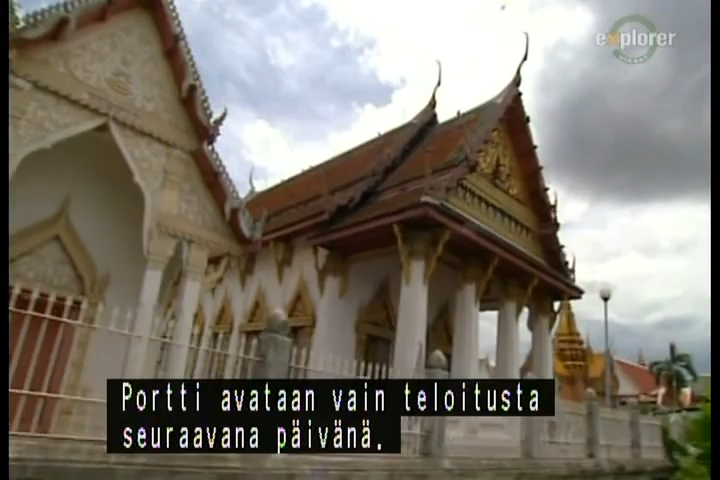 explorer
Portti avataan vain teloitusta
seuraavana päivänä.